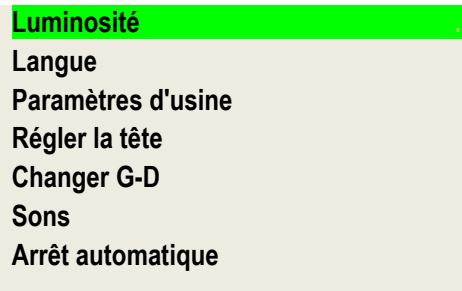 Luminosité
Langue
Paramètres d'usine
Régler la tête
Changer G-D
Sons
Arrêt automatique